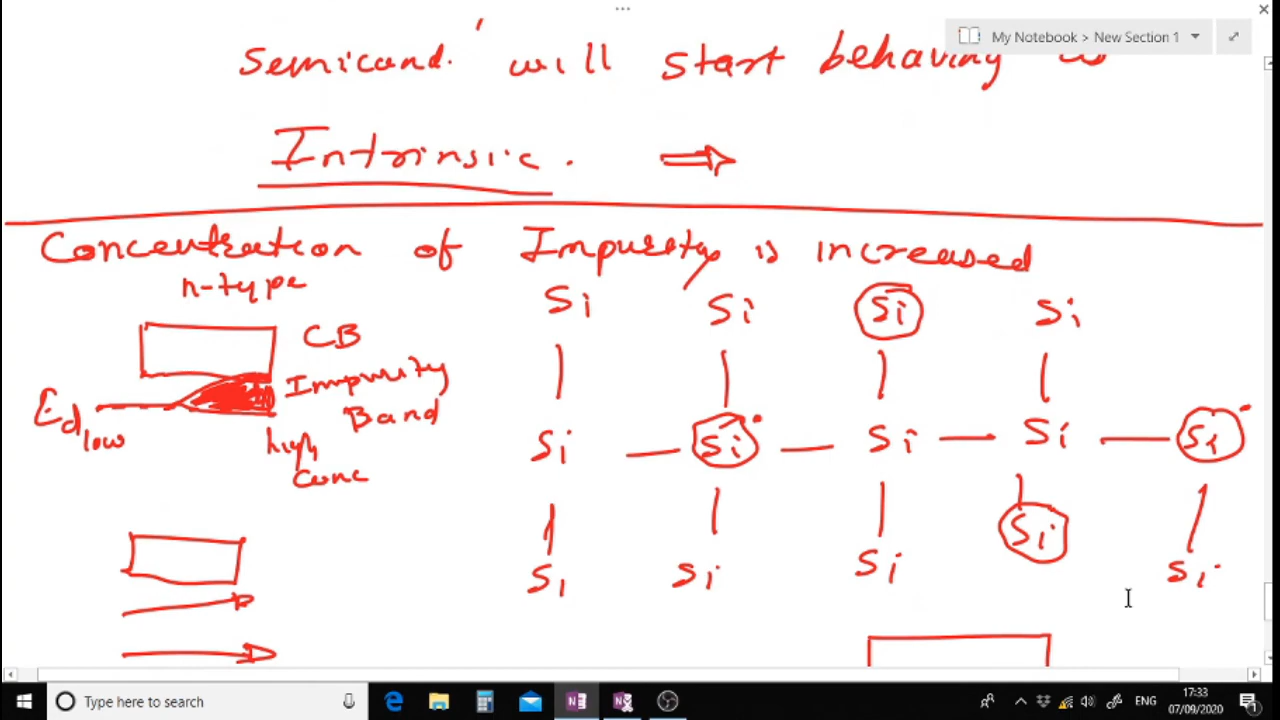 My Notebook > New Section 1
Semicond. will start behaving as
Intrinsic. ⇒
Concentration of Impurity is increased
n-type
CB
Impurity
Band
Ed low
high
conc
Si Si Si Si
Si — Si — Si — Si — Si
Si
Si Si Si Si
Type here to search
ENG
17:33
07/09/2020
1